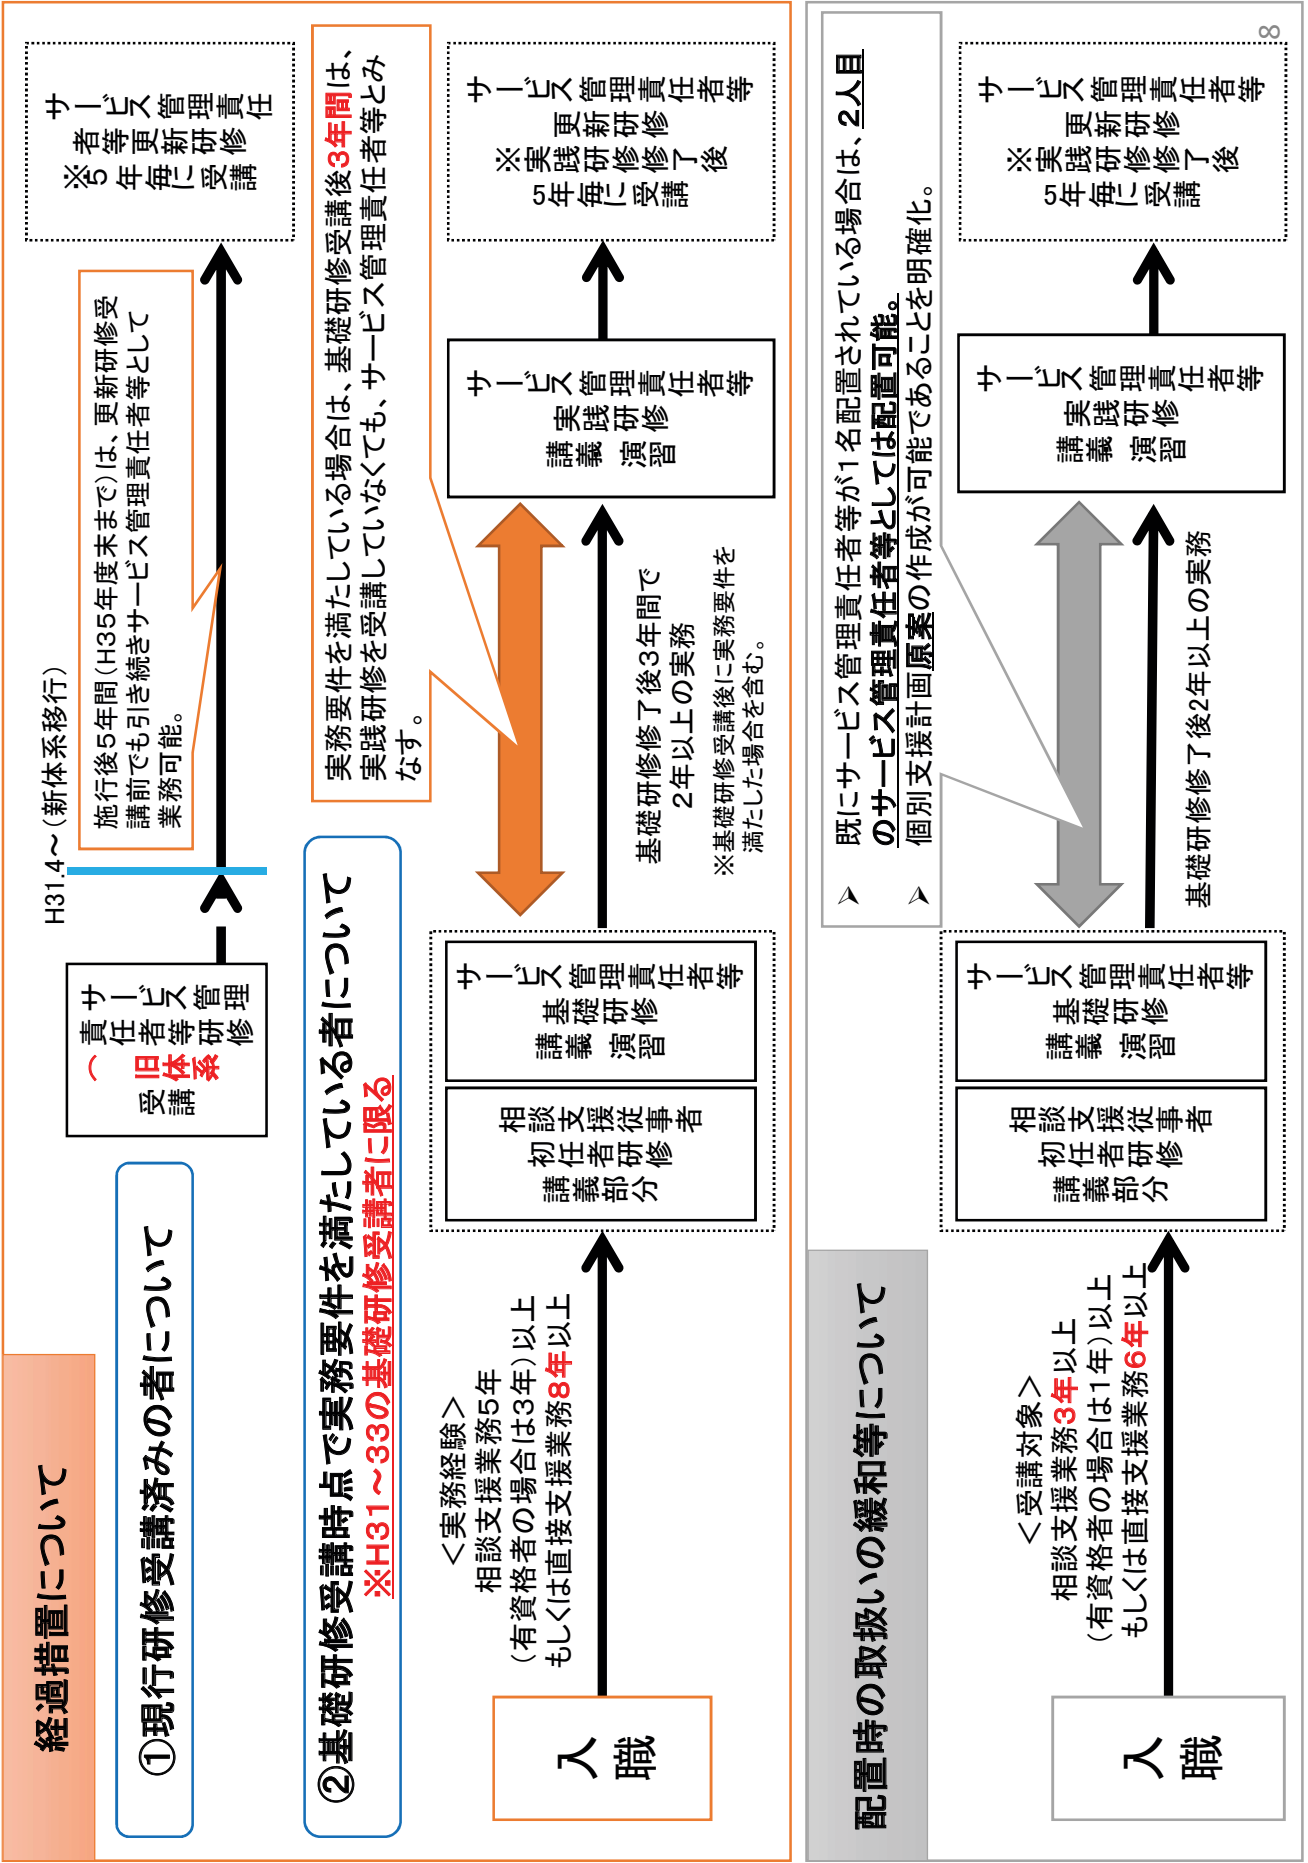 経過措置について
①現行研修受講済みの者について
サービス管理
責任者等研修
（旧体系
受講
H31.4～（新体系移行）
施行後5年間（H35年度末まで）は、更新研修受
講前でも引き続きサービス管理責任者等として
業務可能。
サービス管理責任
者等更新研修
※5年毎に受講
②基礎研修受講時点で実務要件を満たしている者について
※H31～33の基礎研修受講者に限る
実務要件を満たしている場合は、基礎研修受講後3年間は、
実践研修を受講していなくても、サービス管理責任者等とみ
なす。
入
職
＜実務経験＞
相談支援業務5年
（有資格者の場合は3年）以上
もしくは直接支援業務8年以上
相談支援従事者
初任者研修
講義部分
サービス管理責任者等
基礎研修
講義 演習
基礎研修修了後3年間で
2年以上の実務
※基礎研修受講後に実務要件を
満たした場合を含む。
サービス管理責任者等
実践研修
講義 演習
サービス管理責任者等
更新研修
※実践研修修了後
5年毎に受講
配置時の取扱いの緩和等について
➢ 既にサービス管理責任者等が1名配置されている場合は、2人目
のサービス管理責任者等としては配置可能。
➢ 個別支援計画原案の作成が可能であることを明確化。
入
職
＜受講対象＞
相談支援業務3年以上
（有資格者の場合は1年）以上
もしくは直接支援業務6年以上
相談支援従事者
初任者研修
講義部分
サービス管理責任者等
基礎研修
講義 演習
基礎研修修了後2年以上の実務
サービス管理責任者等
実践研修
講義 演習
サービス管理責任者等
更新研修
※実践研修修了後
5年毎に受講
8